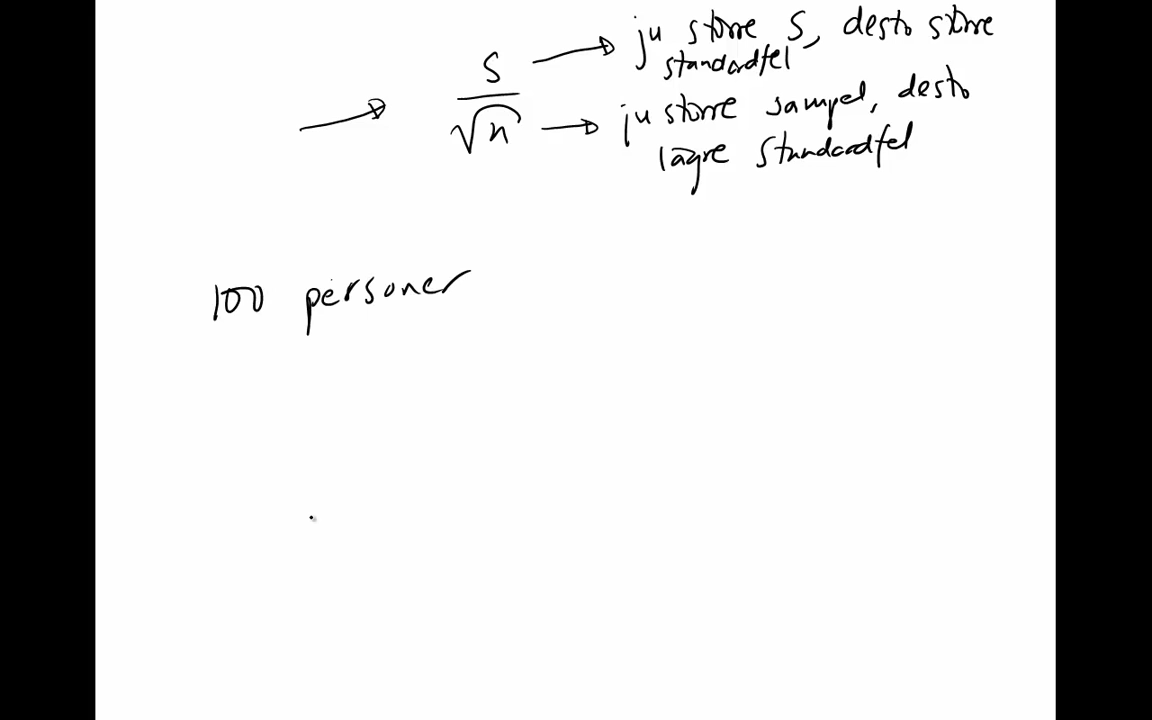 ju större S, desto större
standardfel
S
√n
ju större sampel, desto
lägre standardfel
100 personer